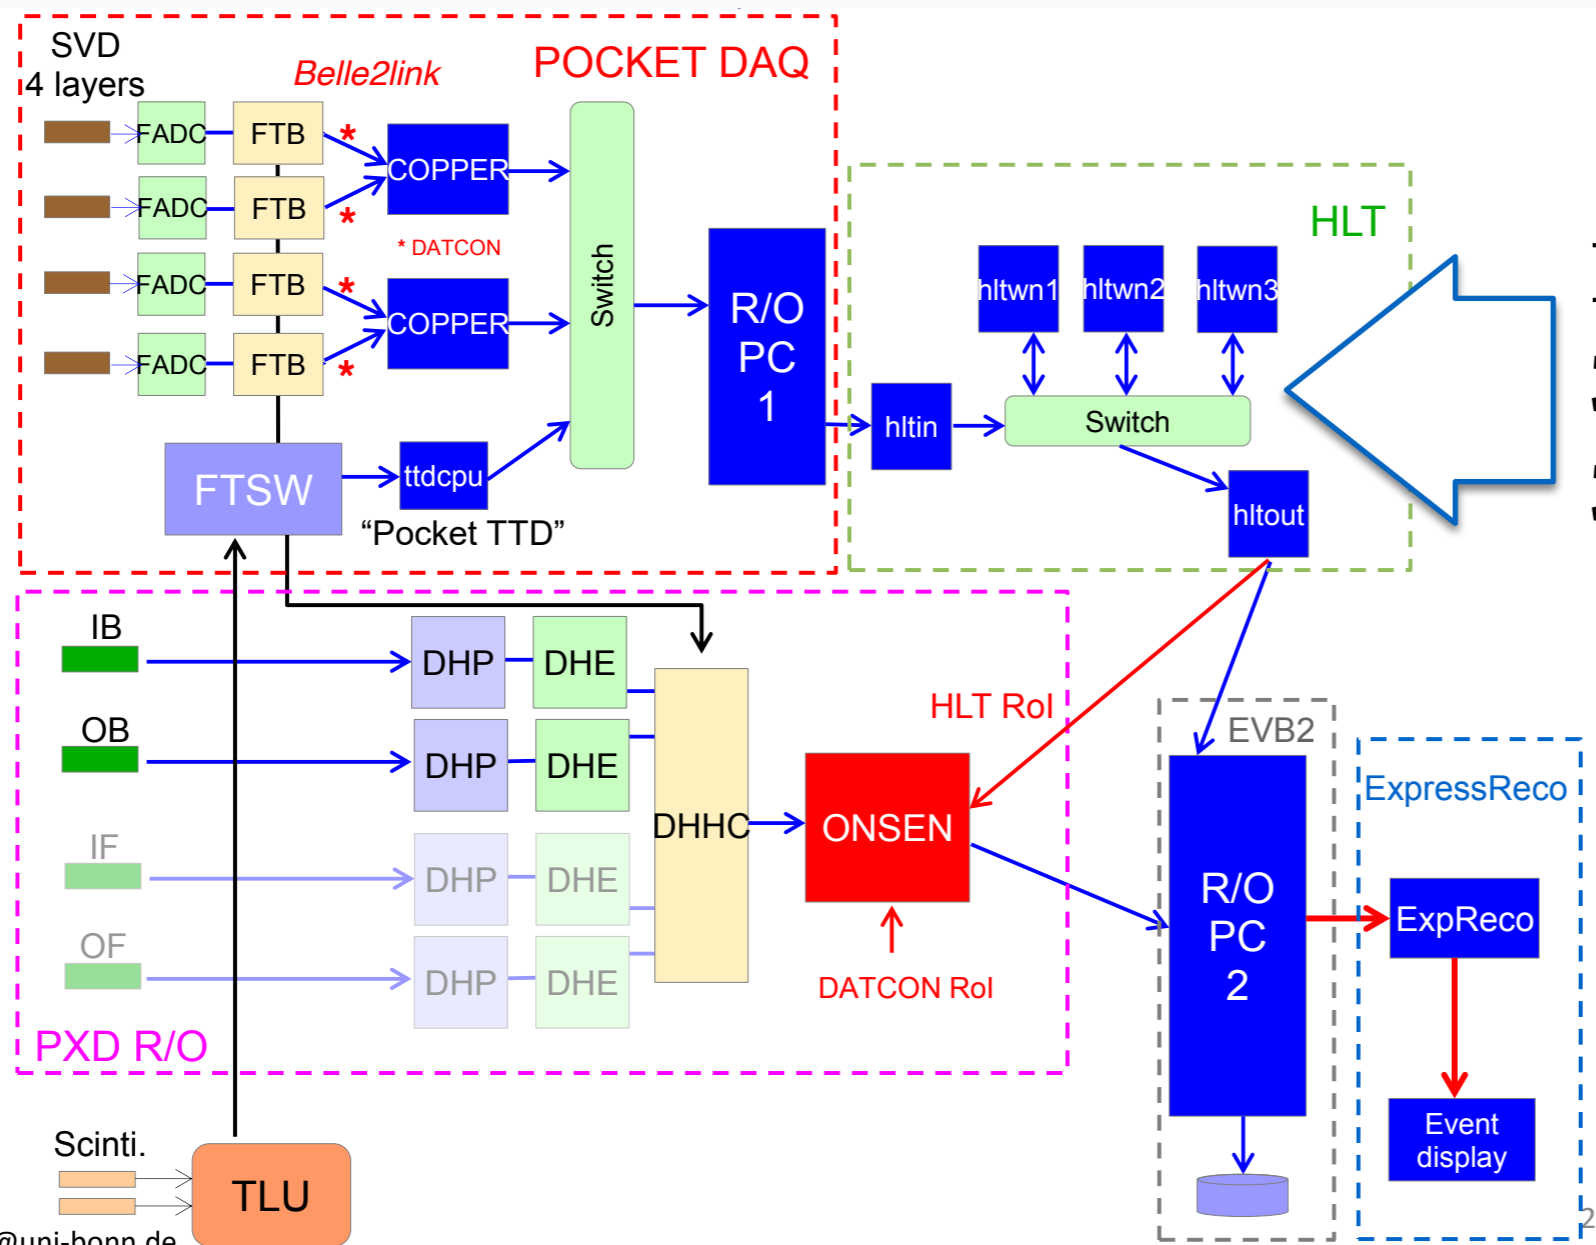 SVD
4 layers
Belle2link
POCKET DAQ
FADC
FTB
*
COPPER
FADC
FTB
*
* DATCON
FADC
FTB
*
COPPER
FADC
FTB
*
Switch
R/O
PC
1
FTSW
ttdcpu
“Pocket TTD”
HLT
hltwn1
hltwn2
hltwn3
hltin
Switch
hltout
IB
DHP
DHE
OB
DHP
DHE
IF
DHP
DHE
OF
DHP
DHE
DHHC
HLT RoI
ONSEN
DATCON RoI
PXD R/O
EVB2
R/O
PC
2
ExpressReco
ExpReco
Event
display
Scinti.
TLU
@uni-bonn.de
2